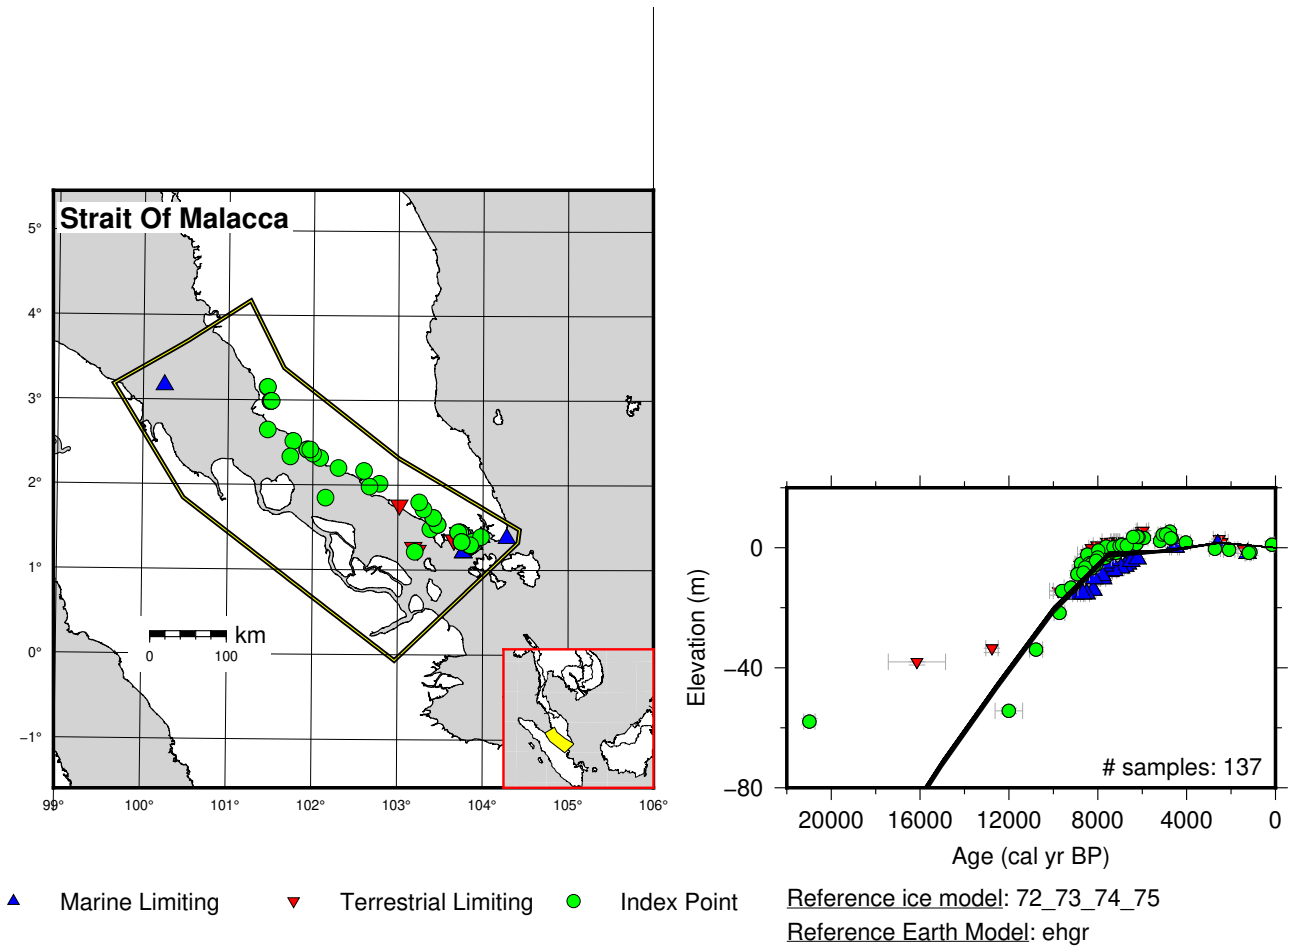 Strait Of Malacca
5°
4°
3°
2°
1°
0°
−1°
km
0 100
99° 100° 101° 102° 103° 104° 105° 106°
Elevation (m)
0
−40
−80
# samples: 137
20000 16000 12000 8000 4000 0
Age (cal yr BP)
Marine Limiting Terrestrial Limiting Index Point
Reference ice model: 72_73_74_75
Reference Earth Model: ehgr